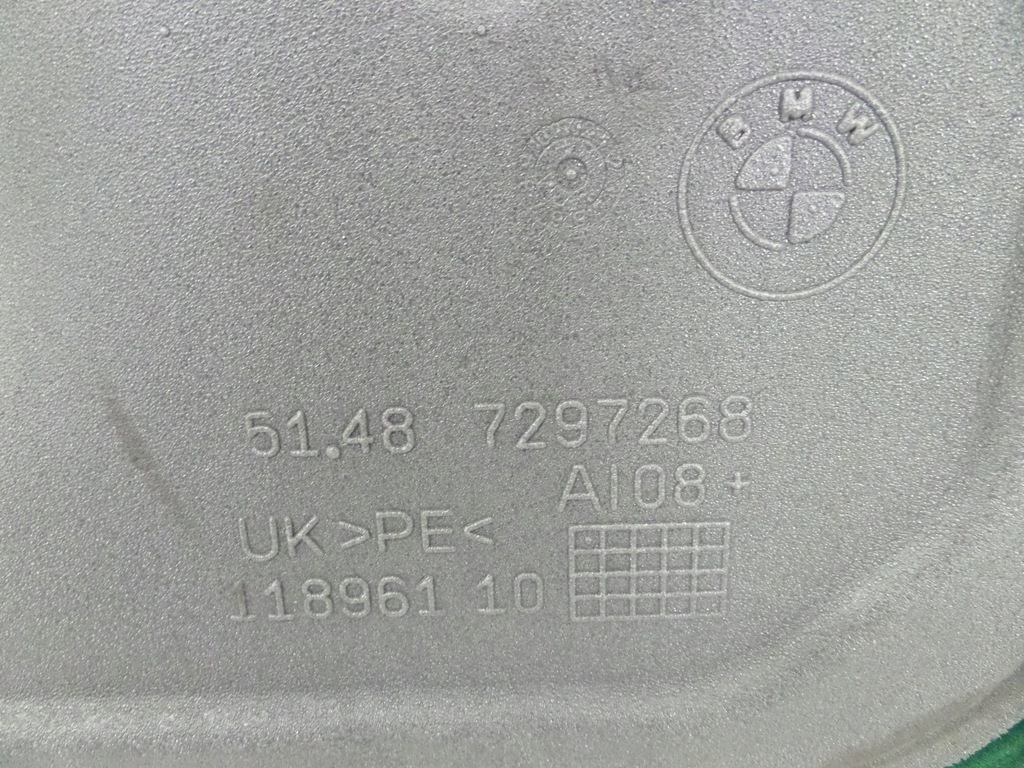 BMW
51.48 7297268
AI08 +
UK >PE<
118961 10